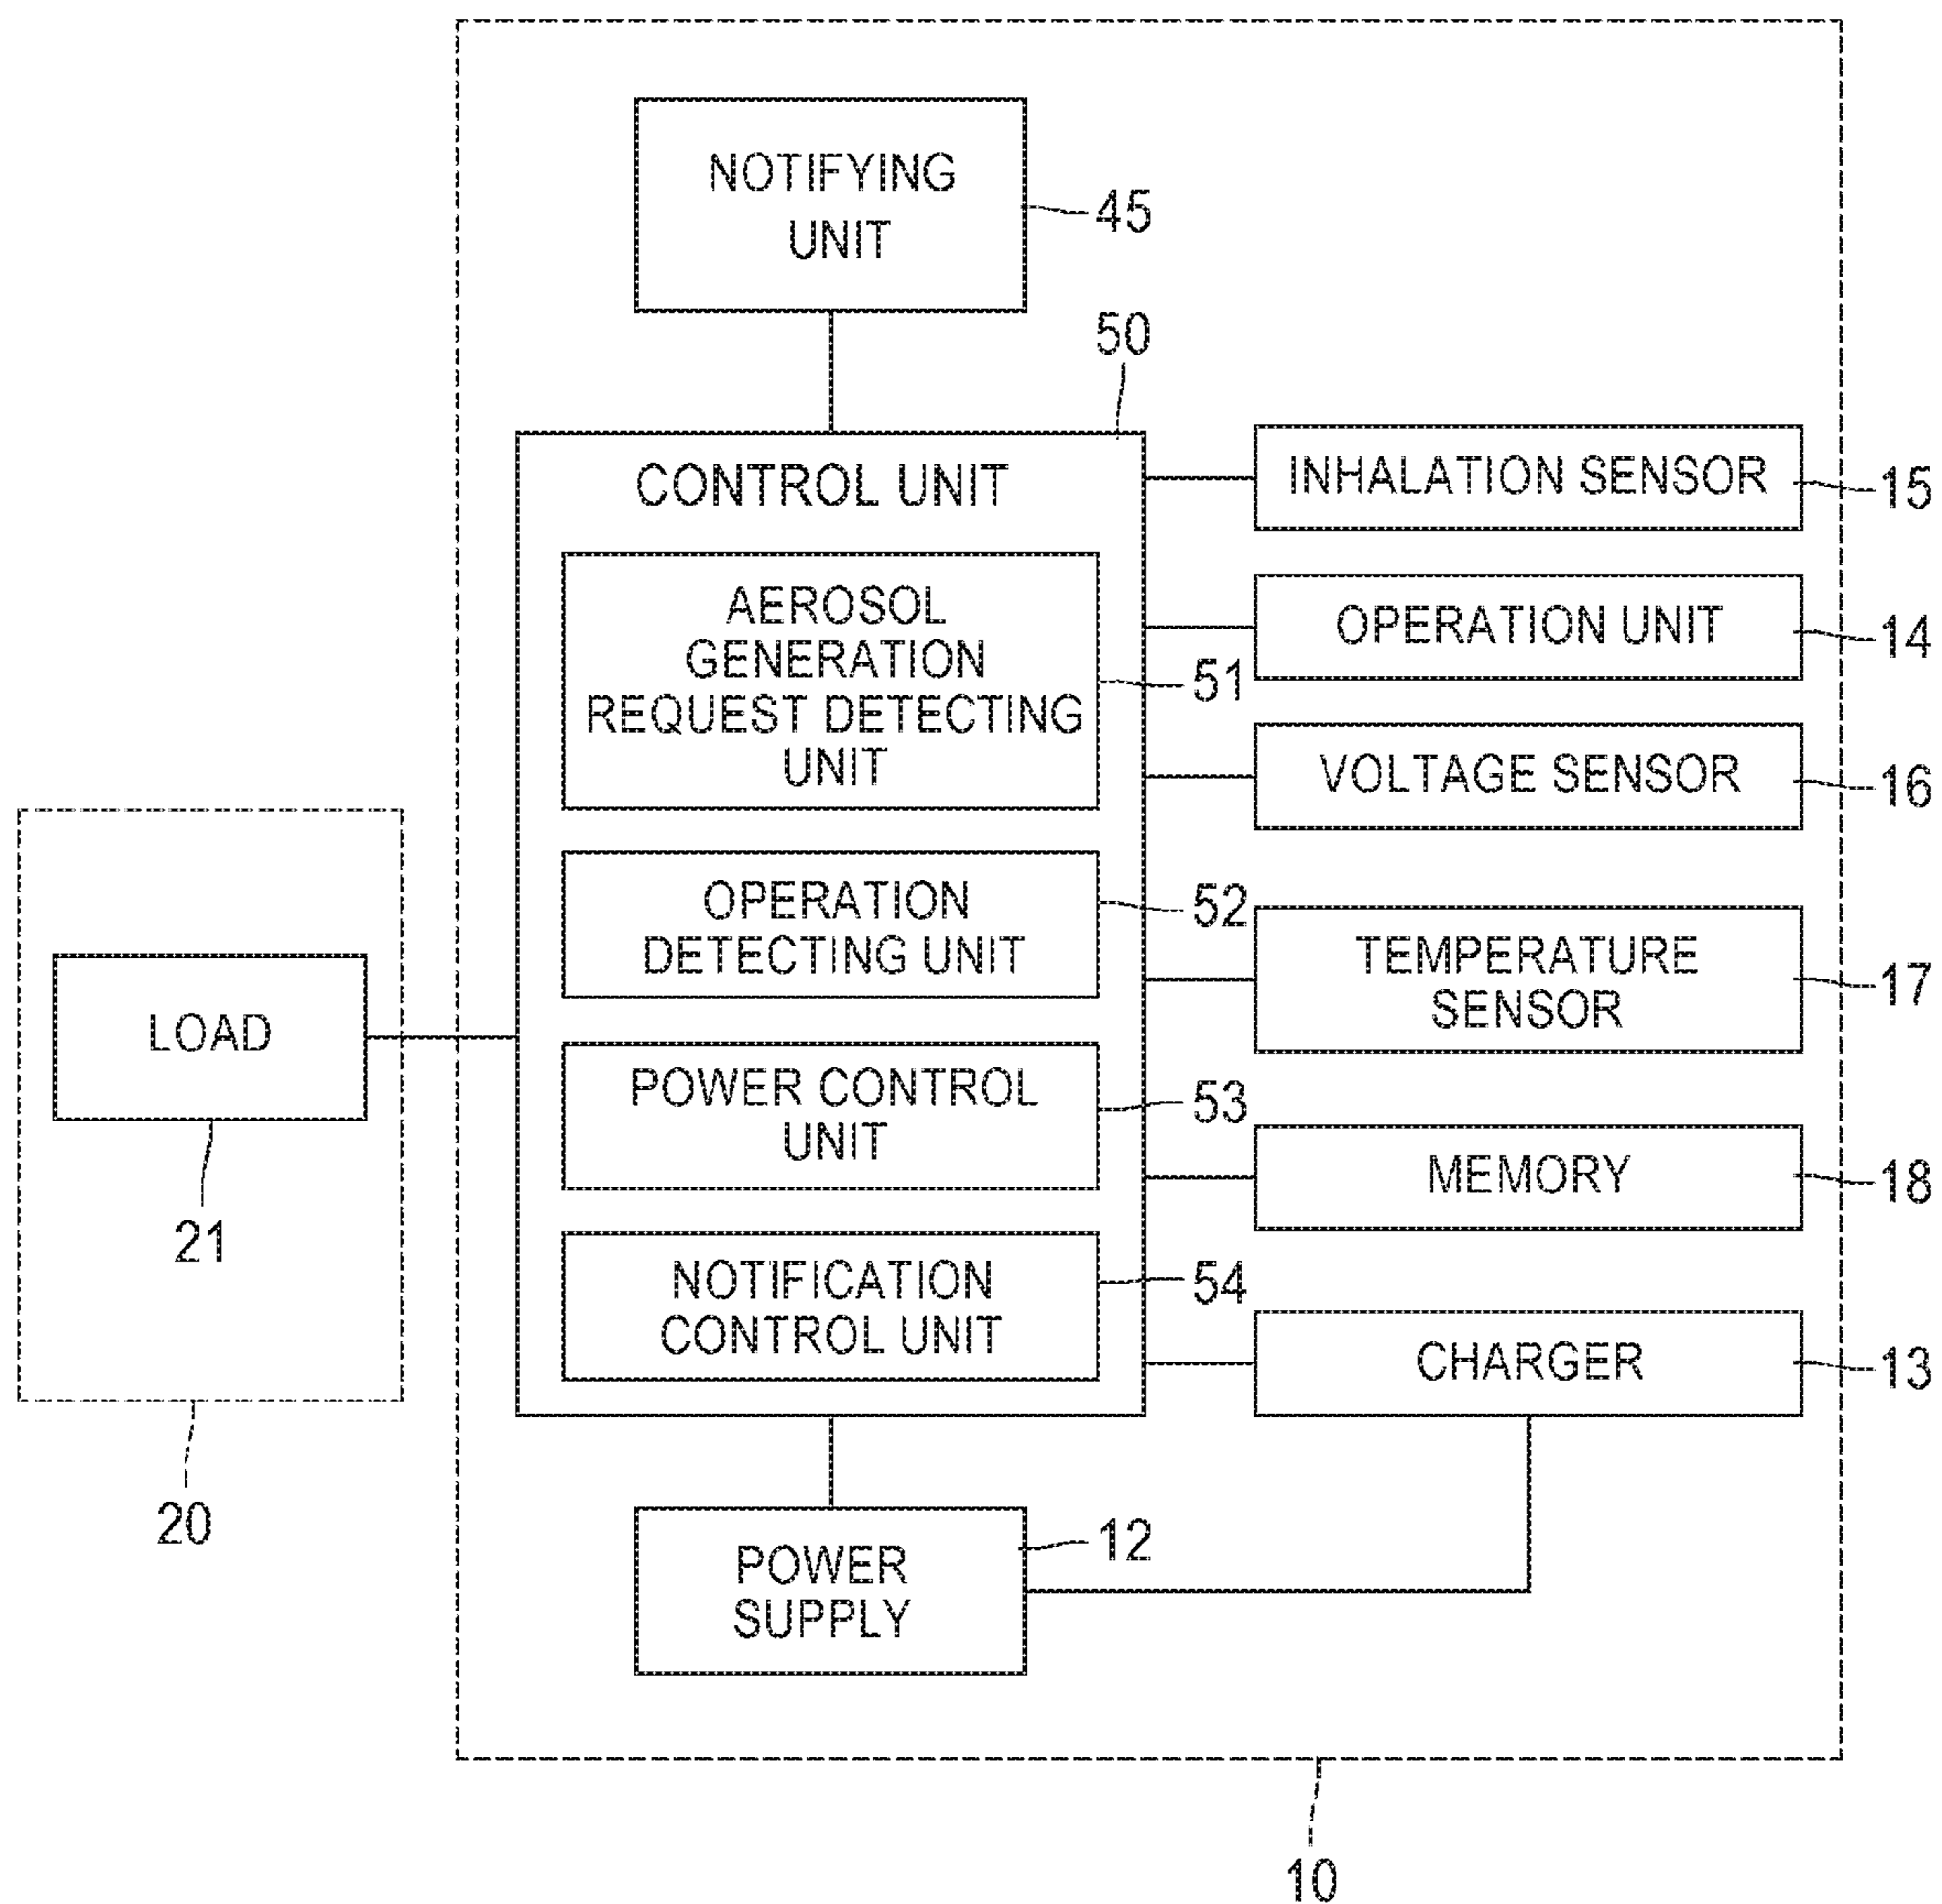 NOTIFYING
UNIT
45
50
CONTROL UNIT
INHALATION SENSOR
15
AEROSOL
GENERATION
REQUEST DETECTING
UNIT
51
OPERATION UNIT
14
VOLTAGE SENSOR
16
OPERATION
DETECTING UNIT
52
TEMPERATURE
SENSOR
17
LOAD
21
POWER CONTROL
UNIT
53
MEMORY
18
NOTIFICATION
CONTROL UNIT
54
CHARGER
13
20
POWER
SUPPLY
12
10